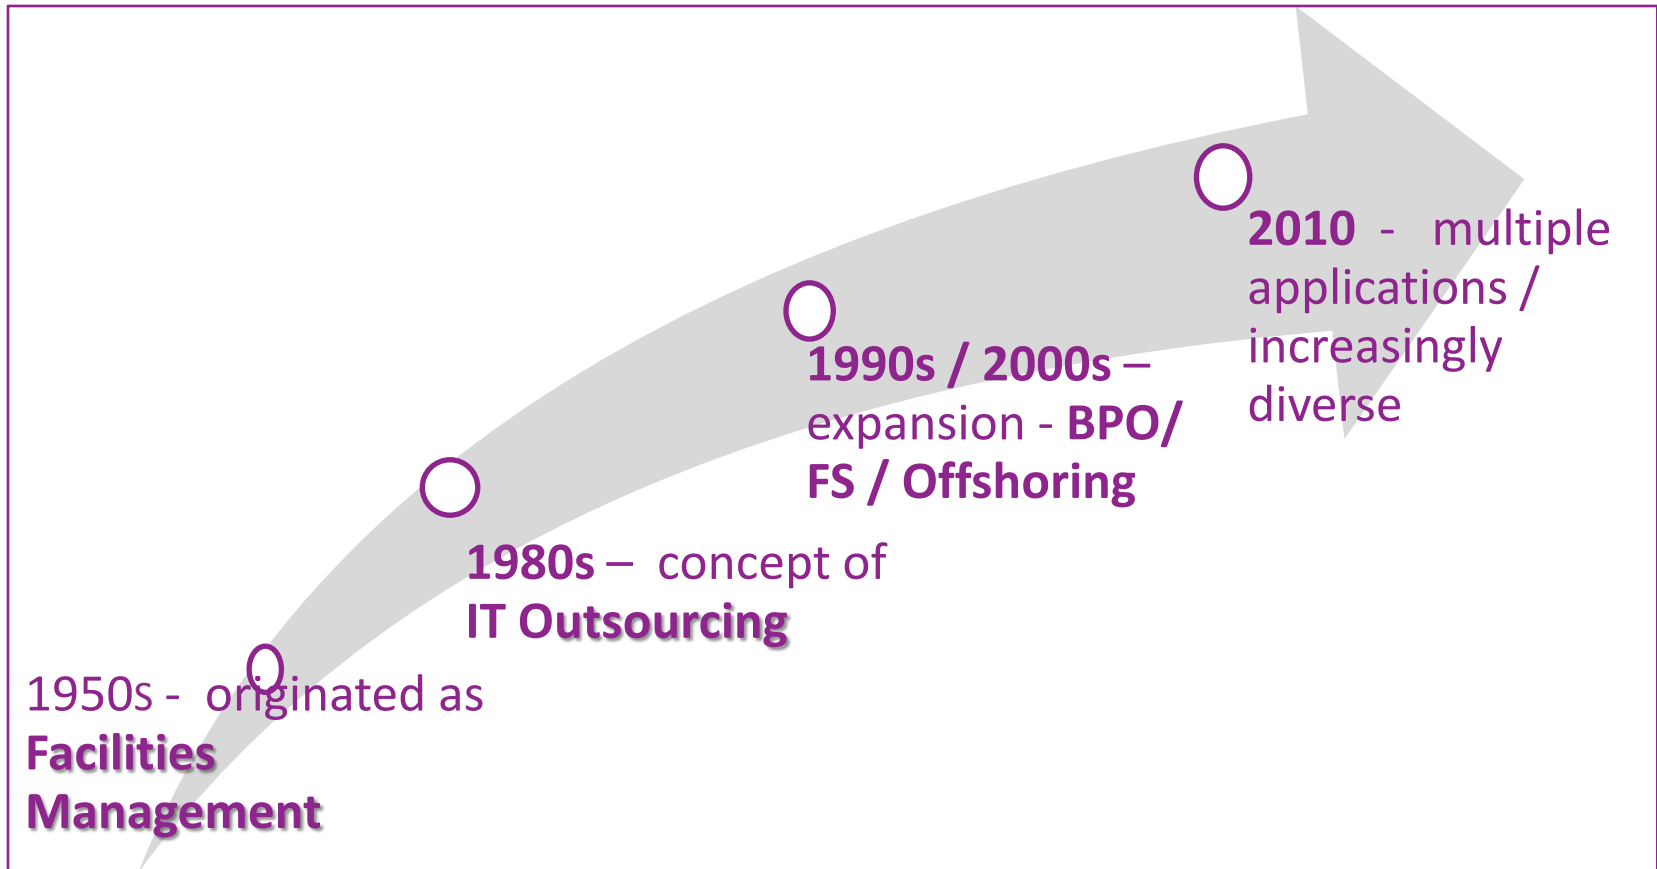 1950s - originated as
Facilities
Management
1980s – concept of
IT Outsourcing
1990s / 2000s –
expansion - BPO/
FS / Offshoring
2010 - multiple
applications /
increasingly
diverse